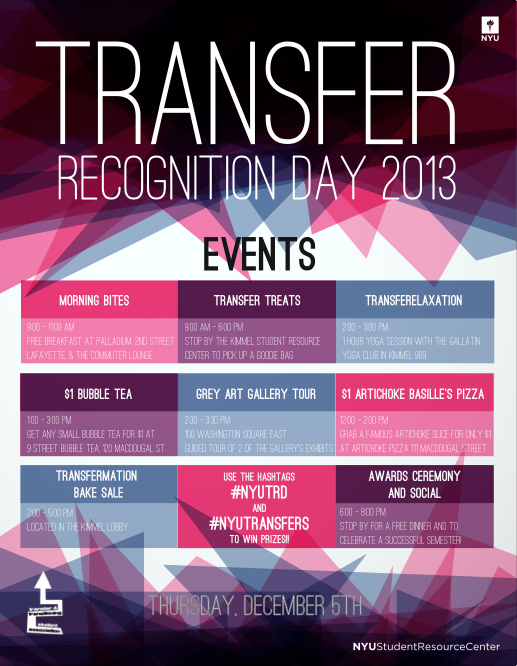 NYU
TRANSFER
RECOGNITION DAY 2013
EVENTS
MORNING BITES
9:00 - 11:00 AM
FREE BREAKFAST AT PALLADIUM, 2ND STREET
LAFAYETTE, & THE COMMUTER LOUNGE
TRANSFER TREATS
9:00 AM - 6:00 PM
STOP BY THE KIMMEL STUDENT RESOURCE
CENTER TO PICK UP A GOODIE BAG
TRANSFERELAXATION
2:00 - 3:00 PM
1 HOUR YOGA SESSION WITH THE GALLATIN
YOGA CLUB IN KIMMEL 909
$1 BUBBLE TEA
1:00 - 3:00 PM
GET ANY SMALL BUBBLE TEA FOR $1 AT
9 STREET BUBBLE TEA, 120 MACDOUGAL ST
GREY ART GALLERY TOUR
2:30 - 3:30 PM
100 WASHINGTON SQUARE EAST
GUIDED TOUR OF 2 OF THE GALLERY'S EXHIBITS
$1 ARTICHOKE BASILLE'S PIZZA
12:00 - 2:00 PM
GRAB A FAMOUS ARTICHOKE SLICE FOR ONLY $1
AT ARTICHOKE PIZZA 111 MACDOUGAL STREET
TRANSFERMATION
BAKE SALE
2:00 - 5:00 PM
LOCATED IN THE KIMMEL LOBBY
USE THE HASHTAGS
#NYUTRD
AND
#NYUTRANSFERS
TO WIN PRIZES!!
AWARDS CEREMONY
AND SOCIAL
6:00 - 8:00 PM
STOP BY FOR A FREE DINNER AND TO
CELEBRATE A SUCCESSFUL SEMESTER!
transfer &
transitioning
student
association
THURSDAY, DECEMBER 5TH
NYUStudentResourceCenter